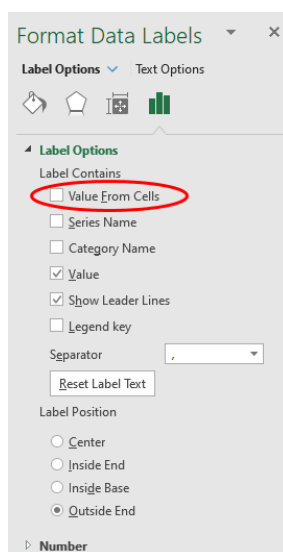 Format Data Labels
Label Options Text Options
Label Options
Label Contains
Value From Cells
Series Name
Category Name
Value
Show Leader Lines
Legend key
Separator ,
Reset Label Text
Label Position
Center
Inside End
Inside Base
Outside End
Number